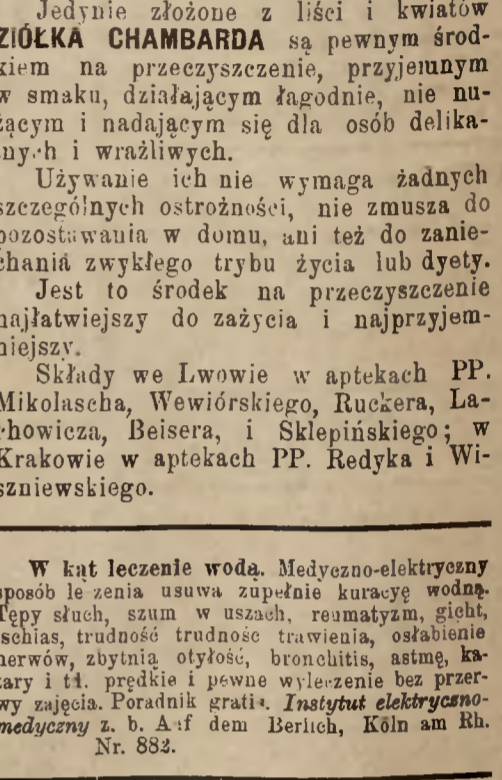 Jedynie złożone z liści i kwiatów
ZIÓŁKA CHAMBARDA są pewnym środ-
kiem na przeczyszczenie, przyjemnym
w smaku, działającym łagodnie, nie nu-
żącym i nadającym się dla osób delika-
tnych i wrażliwych.
Używanie ich nie wymaga żadnych
szczególnych ostrożności, nie zmusza do
pozostawania w domu, ani też do zanie-
chania zwykłego trybu życia lub dyety.
Jest to środek na przeczyszczenie
najłatwiejszy do zażycia i najprzyjem-
niejszy.
Składy we Lwowie w aptekach PP.
Mikolascha, Wewiórskiego, Ruckera, La-
chowicza, Beisera, i Sklepińskiego; w
Krakowie w aptekach PP. Redyka i Wi-
szniewskiego.
W kąt leczenie wodą. Medyczno-elektryczny
sposób le zenia usuwa zupełnie kuracyę wodną.
Tępy słuch, szum w uszach, reumatyzm, gicht,
ischias, trudność trudność trawienia, osłabienie
nerwów, zbytnią otyłość, bronchitis, astmę, ka-
tary i t. prędkie i pewne wyleczenie bez przer-
wy zajęcia. Poradnik gratis. Instytut elektryczno-
medyczny z. b. Auf dem Berlich, Köln am Rh.
Nr. 882.